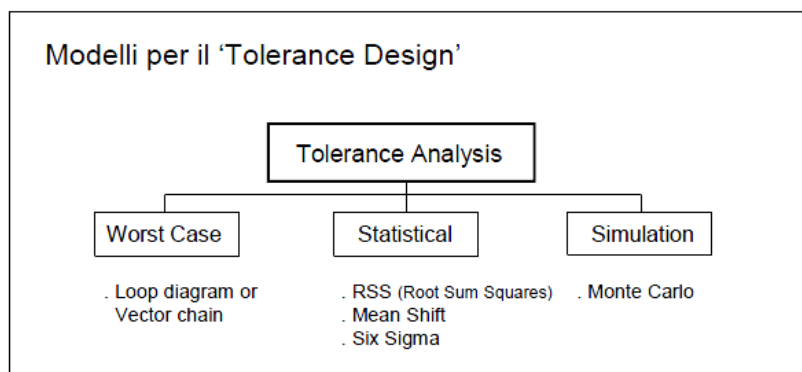 Modelli per il ‘Tolerance Design’
Tolerance Analysis
Worst Case
Statistical
Simulation
. Loop diagram or
Vector chain
. RSS (Root Sum Squares)
. Mean Shift
. Six Sigma
. Monte Carlo